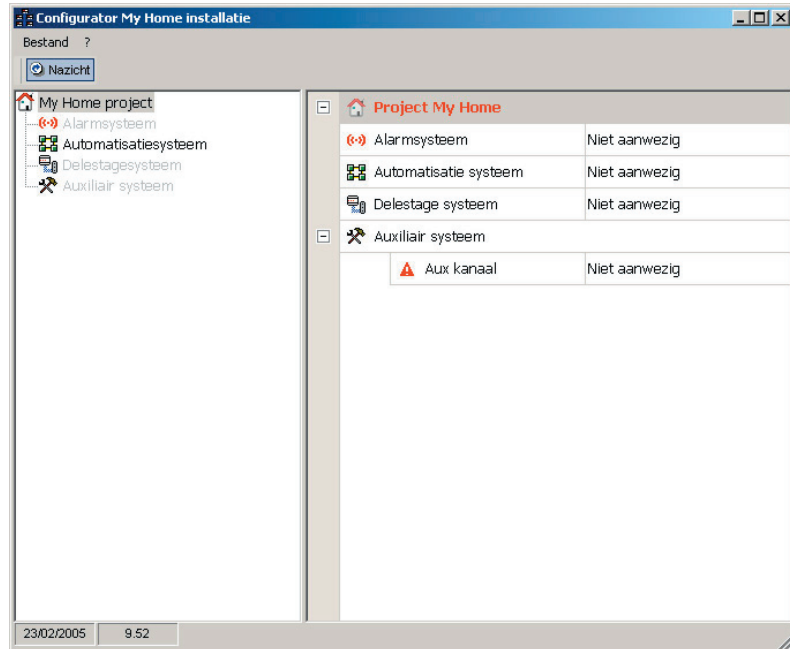 Configurator My Home installatie
Bestand ?
Nazicht
My Home project
Alarmsysteem
Automatisatiesysteem
Delestagesysteem
Auxiliair systeem
Project My Home
Alarmsysteem Niet aanwezig
Automatisatie systeem Niet aanwezig
Delestage systeem Niet aanwezig
Auxiliair systeem
Aux kanaal Niet aanwezig
23/02/2005 9.52